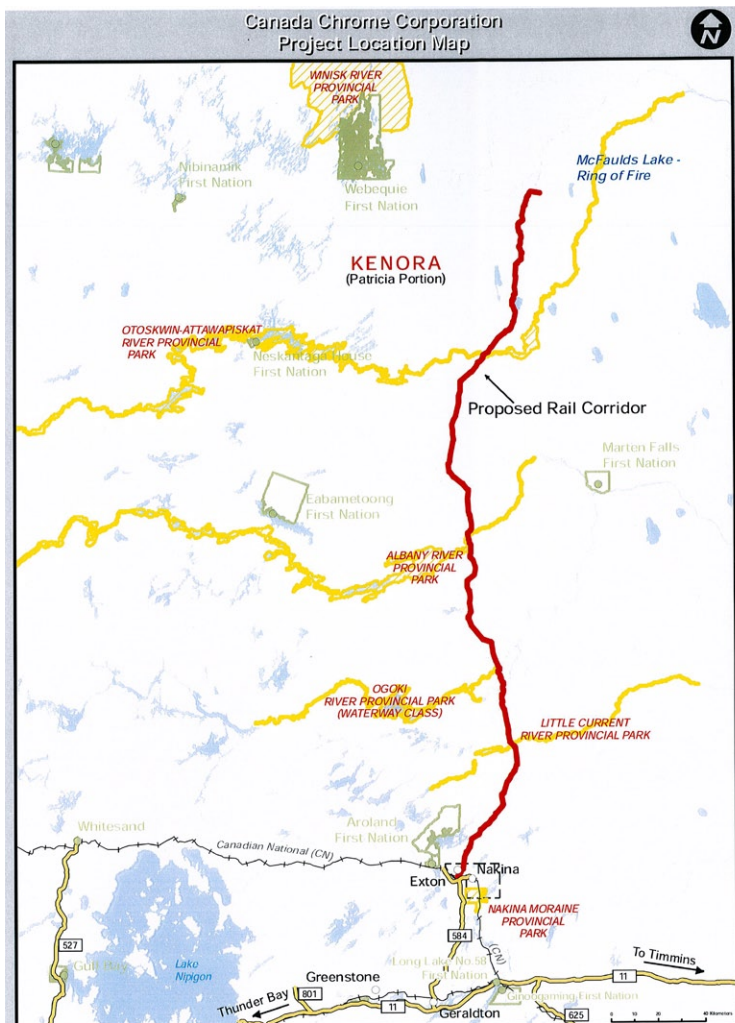 Canada Chrome Corporation
Project Location Map
N
WINISK RIVER
PROVINCIAL
PARK
Nibinamik
First Nation
Webequie
First Nation
McFaulds Lake -
Ring of Fire
KENORA
(Patricia Portion)
OTOSKWIN-ATTAWAPISKAT
RIVER PROVINCIAL
PARK
Neskantaga House
First Nation
Proposed Rail Corridor
Marten Falls
First Nation
Eabametoong
First Nation
ALBANY RIVER
PROVINCIAL
PARK
OGOKI
RIVER PROVINCIAL PARK
(WATERWAY CLASS)
LITTLE CURRENT
RIVER PROVINCIAL PARK
Aroland
First Nation
Whitesand
Canadian National (CN)
Exton
Nakina
NAKINA MORAINE
PROVINCIAL
PARK
584
(CN)
527
Gull Bay
Lake
Nipigon
Long Lake No.58
First Nation
To Timmins
11
Greenstone
Ginoogaming First Nation
Thunder Bay
801
11
Geraldton
625
0 10 20 40 Kilometers